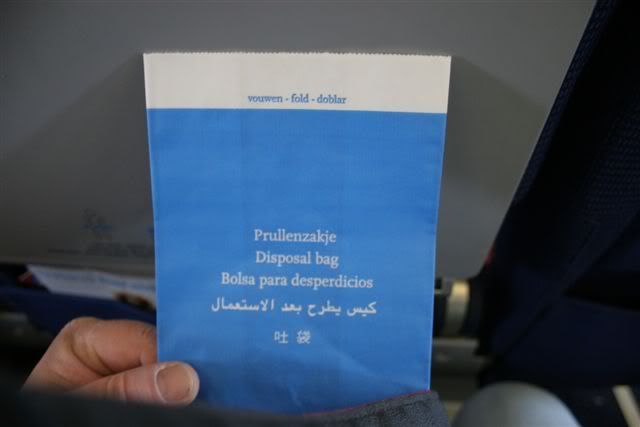 vouwen - fold - doblar
Prullenzakje
Disposal bag
Bolsa para desperdicios
كيس يطرح بعد الاستعمال
吐 袋